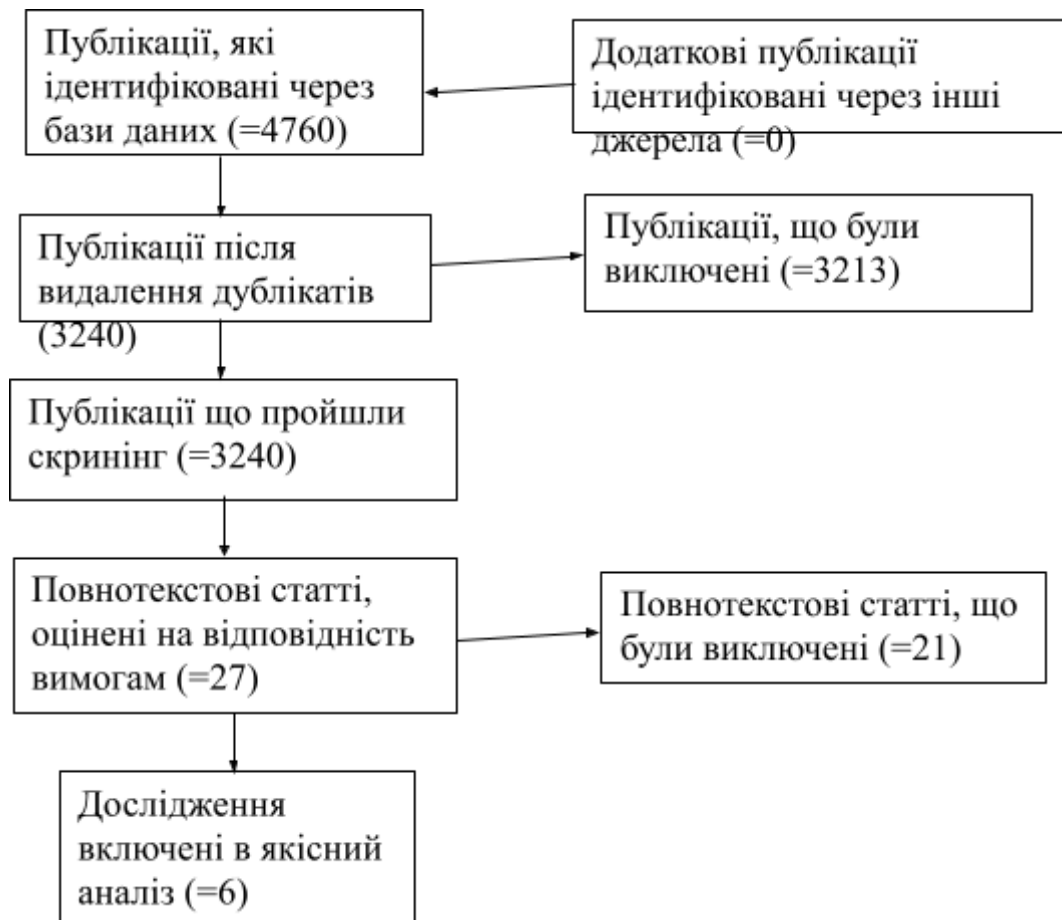 Публікації, які
ідентифіковані через
бази даних (=4760)
Додаткові публікації
ідентифіковані через інші
джерела (=0)
Публікації після
видалення дублікатів
(3240)
Публікації, що були
виключені (=3213)
Публікації що пройшли
скринінг (=3240)
Повнотекстові статті,
оцінені на відповідність
вимогам (=27)
Повнотекстові статті, що
були виключені (=21)
Дослідження
включені в якісний
аналіз (=6)